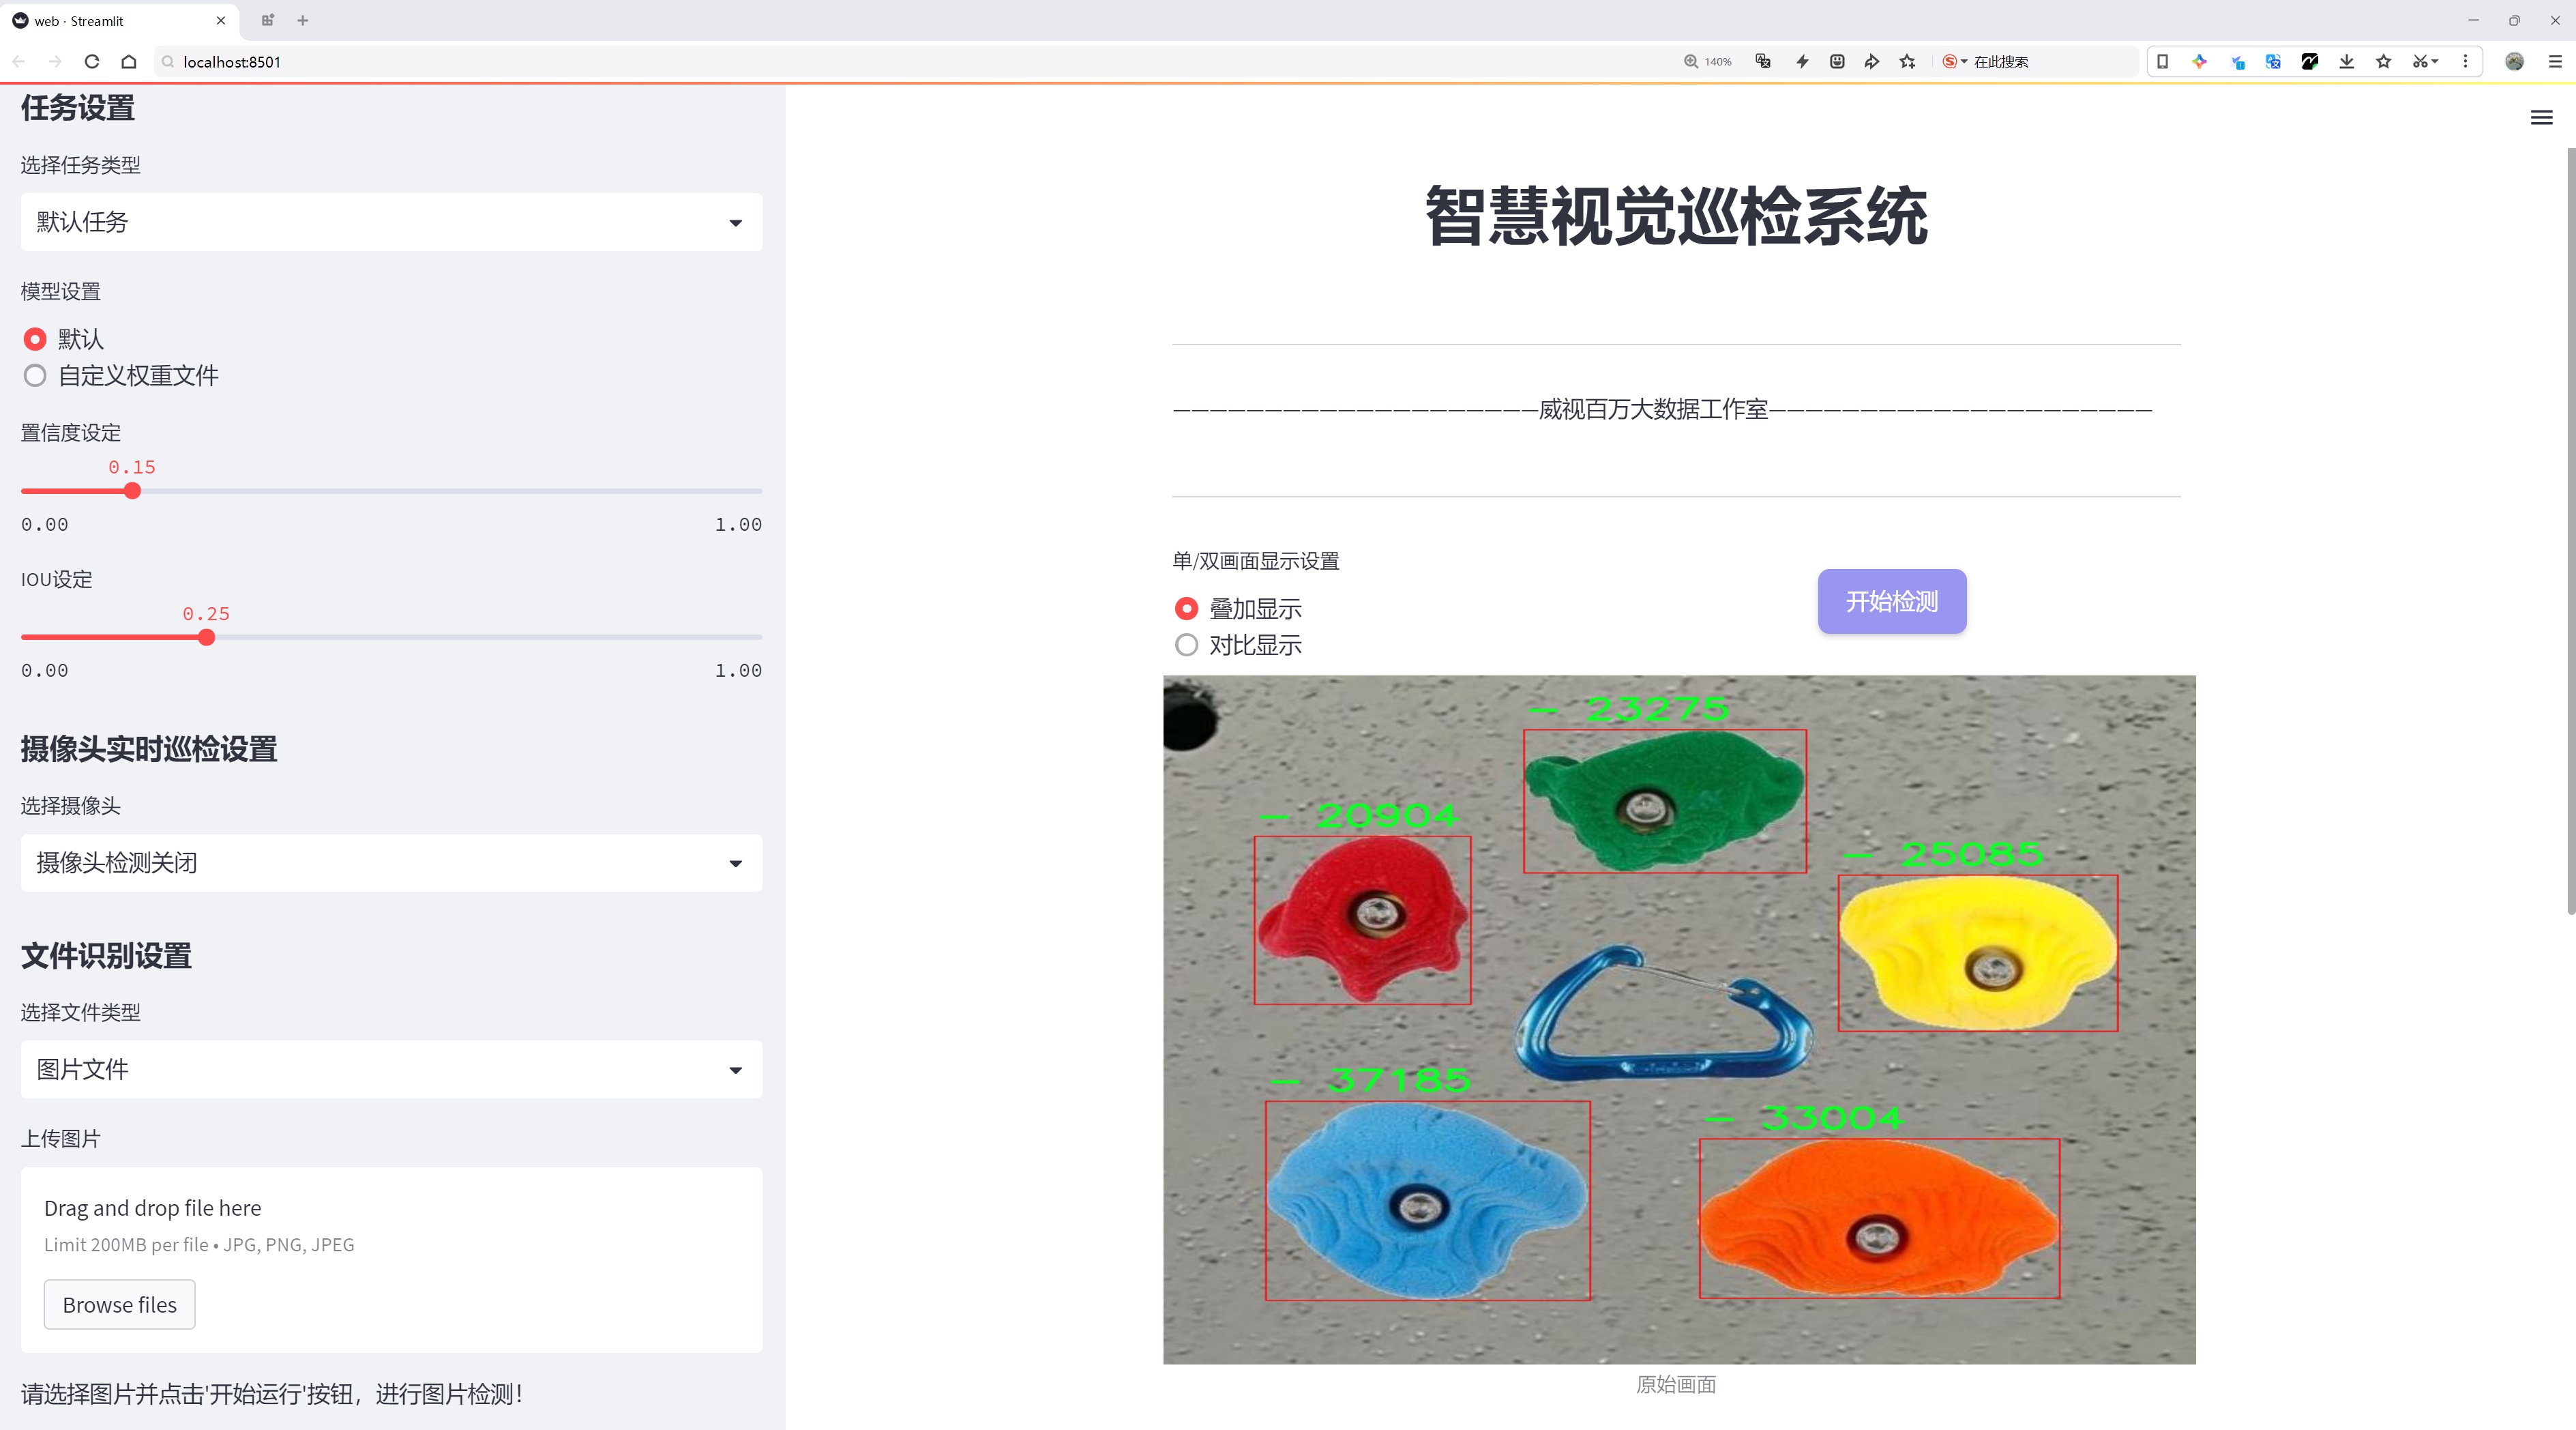 web · Streamlit
localhost:8501
140%
在此搜索
任务设置
选择任务类型
默认任务
模型设置
默认
自定义权重文件
置信度设定
0.15
0.00
1.00
IOU设定
0.25
0.00
1.00
摄像头实时巡检设置
选择摄像头
摄像头检测关闭
文件识别设置
选择文件类型
图片文件
上传图片
Drag and drop file here
Limit 200MB per file • JPG, PNG, JPEG
Browse files
请选择图片并点击'开始运行'按钮，进行图片检测！
智慧视觉巡检系统
—————————————————————威视百万大数据工作室—————————————————————
单/双画面显示设置
叠加显示
对比显示
开始检测
— 23275
— 20904
— 25085
— 37185
— 33004
原始画面